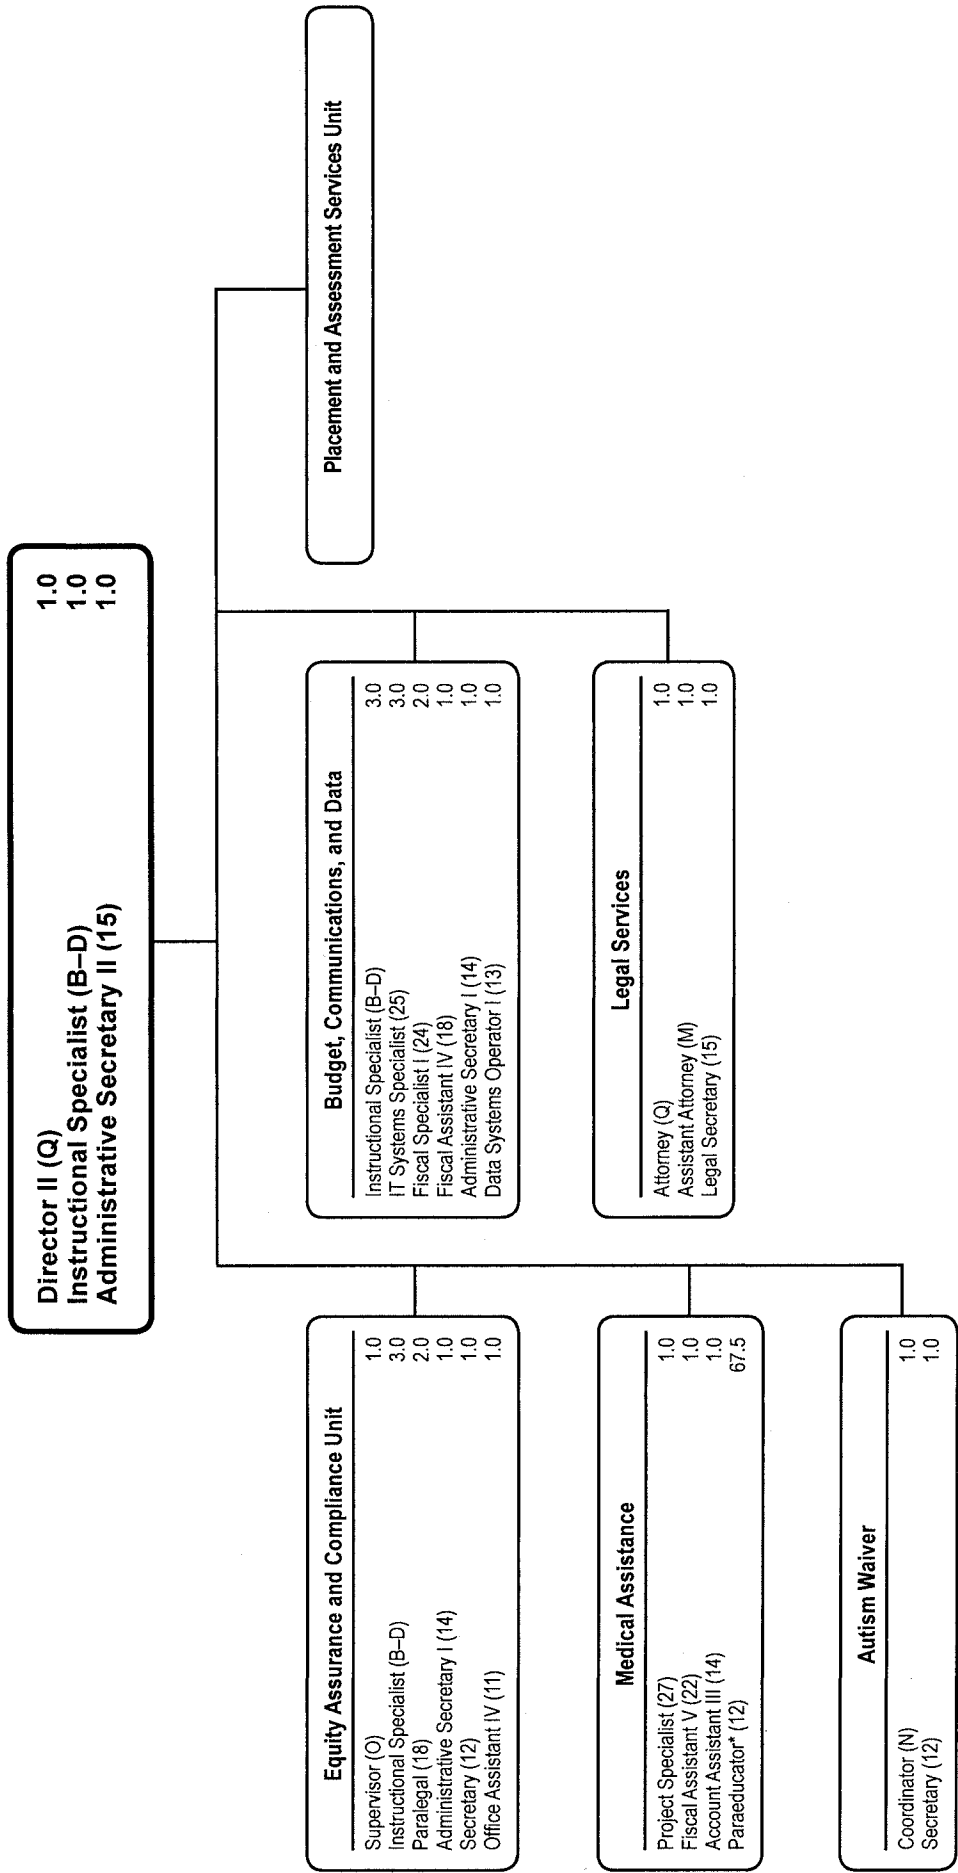 Director II (Q) 1.0
Instructional Specialist (B–D) 1.0
Administrative Secretary II (15) 1.0
Equity Assurance and Compliance Unit
Supervisor (O) 1.0
Instructional Specialist (B–D) 3.0
Paralegal (18) 2.0
Administrative Secretary I (14) 1.0
Secretary (12) 1.0
Office Assistant IV (11) 1.0
Medical Assistance
Project Specialist (27) 1.0
Fiscal Assistant V (22) 1.0
Account Assistant III (14) 1.0
Paraeducator* (12) 67.5
Autism Waiver
Coordinator (N) 1.0
Secretary (12) 1.0
Budget, Communications, and Data
Instructional Specialist (B–D) 3.0
IT Systems Specialist (25) 3.0
Fiscal Specialist I (24) 2.0
Fiscal Assistant IV (18) 1.0
Administrative Secretary I (14) 1.0
Data Systems Operator I (13) 1.0
Legal Services
Attorney (Q) 1.0
Assistant Attorney (M) 1.0
Legal Secretary (15) 1.0
Placement and Assessment Services Unit